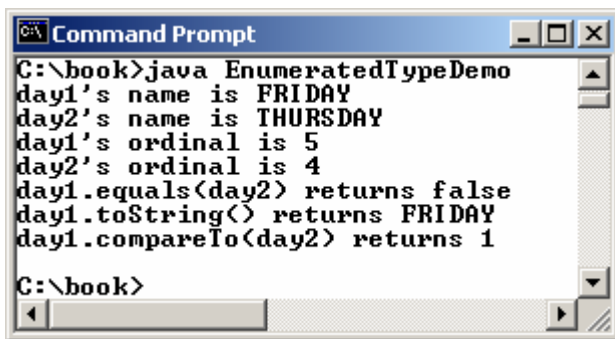 Command Prompt
C:\book>java EnumeratedTypeDemo
day1's name is FRIDAY
day2's name is THURSDAY
day1's ordinal is 5
day2's ordinal is 4
day1.equals(day2) returns false
day1.toString() returns FRIDAY
day1.compareTo(day2) returns 1
C:\book>